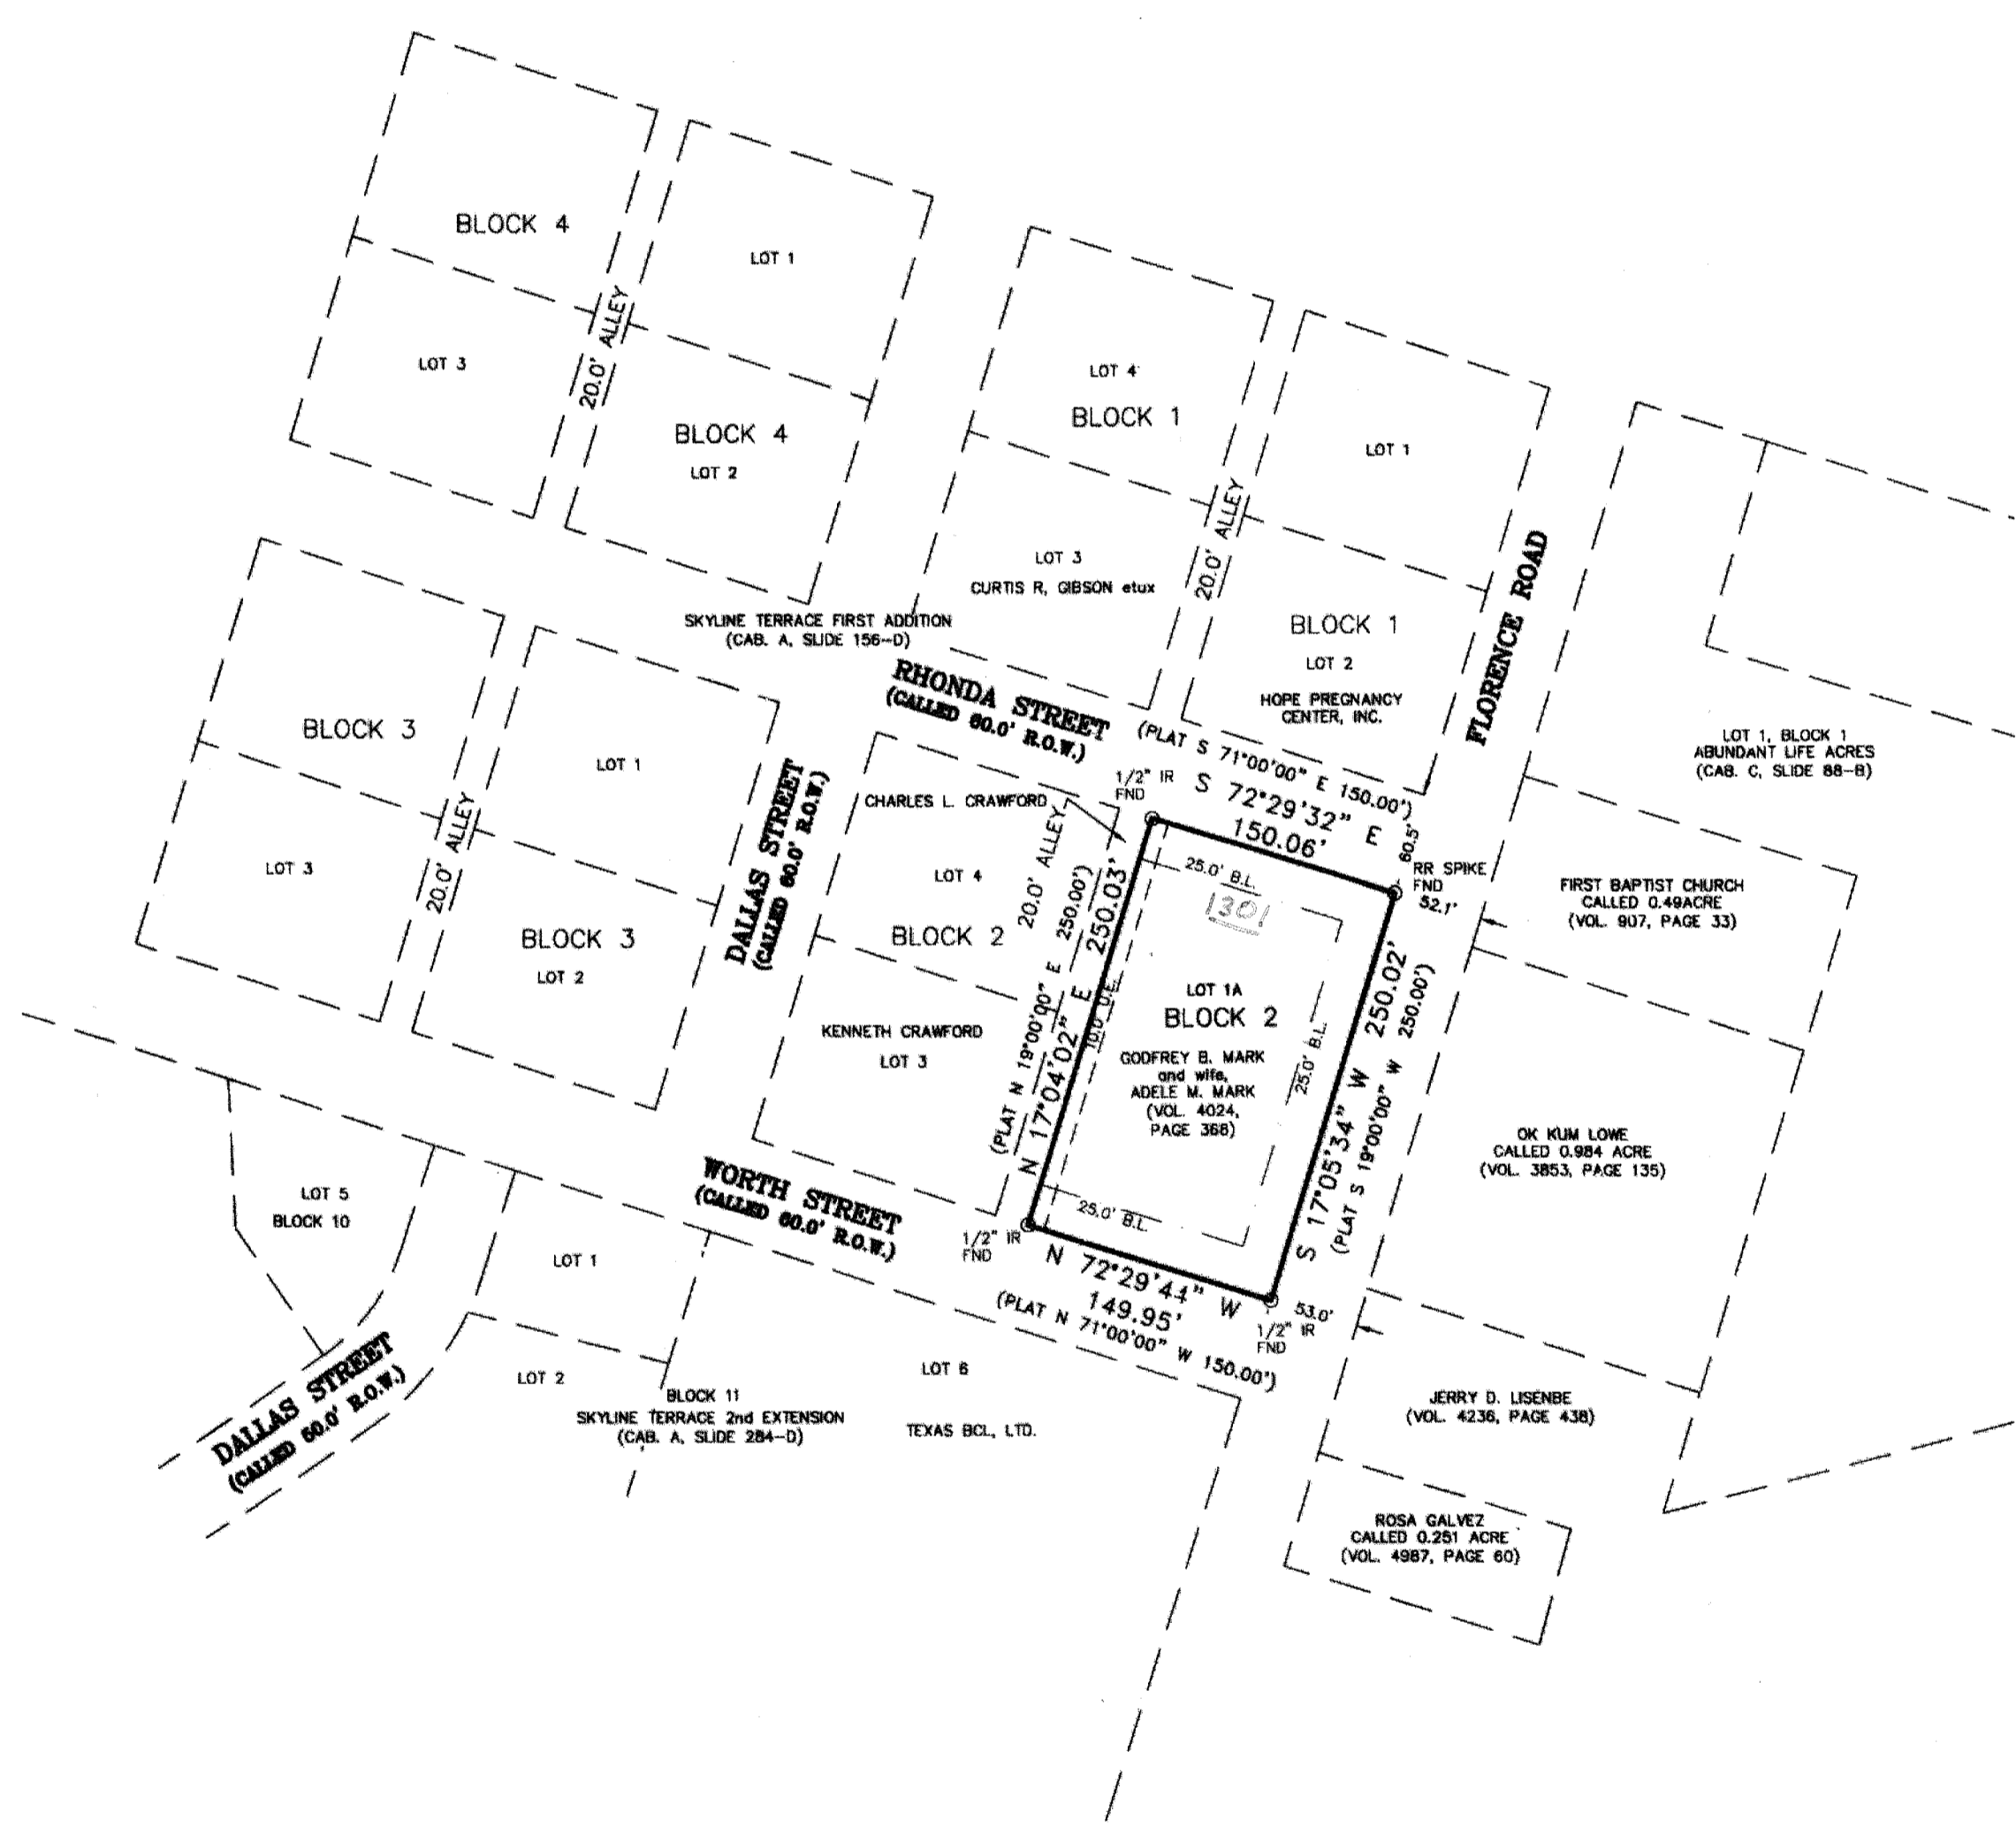 BLOCK 4
LOT 1
LOT 3
20.0' ALLEY
BLOCK 4
LOT 2
LOT 4
BLOCK 1
LOT 1
20.0' ALLEY
LOT 3
CURTIS R, GIBSON etux
BLOCK 1
LOT 2
HOPE PREGNANCY
CENTER, INC.
FLORENCE ROAD
SKYLINE TERRACE FIRST ADDITION
(CAB. A, SLIDE 156-D)
RHONDA STREET
(CALLED 60.0' R.O.W.)
LOT 1, BLOCK 1
ABUNDANT LIFE ACRES
(CAB. C, SLIDE 88-B)
BLOCK 3
LOT 1
LOT 3
20.0' ALLEY
BLOCK 3
LOT 2
DALLAS STREET
(CALLED 60.0' R.O.W.)
CHARLES L. CRAWFORD
LOT 4
BLOCK 2
20.0' ALLEY
KENNETH CRAWFORD
LOT 3
(PLAT S 71°00'00" E 150.00')
S 72°29'32" E
150.06'
1/2" IR
FND
60.5'
RR SPIKE
FND
52.1'
25.0' B.L.
130'
(PLAT N 19°00'00" E 250.00')
N 17°04'02" E 250.03'
10.0' U.E.
LOT 1A
BLOCK 2
GODFREY B. MARK
and wife,
ADELE M. MARK
(VOL. 4024,
PAGE 368)
25.0' B.L.
S 17°05'34" W 250.02'
(PLAT S 19°00'00" W 250.00')
25.0' B.L.
FIRST BAPTIST CHURCH
CALLED 0.49ACRE
(VOL. 907, PAGE 33)
OK KUM LOWE
CALLED 0.984 ACRE
(VOL. 3853, PAGE 135)
WORTH STREET
(CALLED 60.0' R.O.W.)
1/2" IR
FND
N 72°29'44" W
149.95'
(PLAT N 71°00'00" W 150.00')
53.0'
1/2" IR
FND
LOT 5
BLOCK 10
LOT 1
LOT 2
DALLAS STREET
(CALLED 60.0' R.O.W.)
BLOCK 11
SKYLINE TERRACE 2nd EXTENSION
(CAB. A, SLIDE 284-D)
LOT 6
TEXAS BCL, LTD.
JERRY D. LISENBE
(VOL. 4236, PAGE 438)
ROSA GALVEZ
CALLED 0.251 ACRE
(VOL. 4987, PAGE 60)